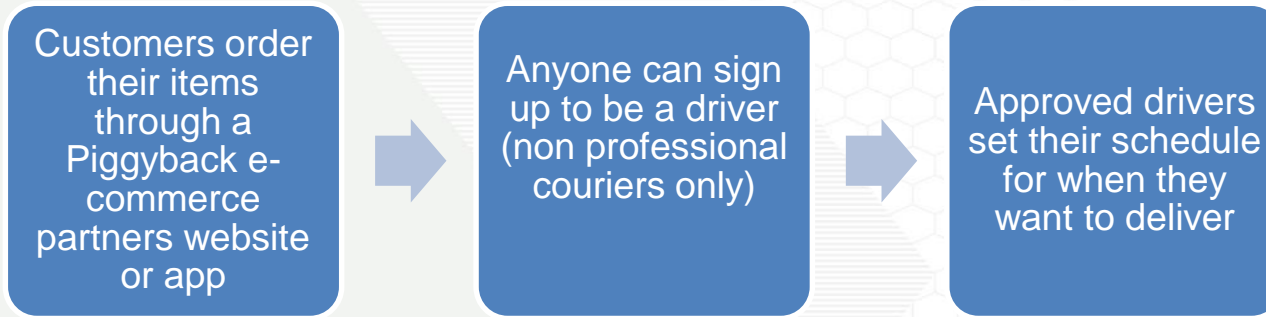 Customers order
their items
through a
Piggyback e-
commerce
partners website
or app
Anyone can sign
up to be a driver
(non professional
couriers only)
Approved drivers
set their schedule
for when they
want to deliver